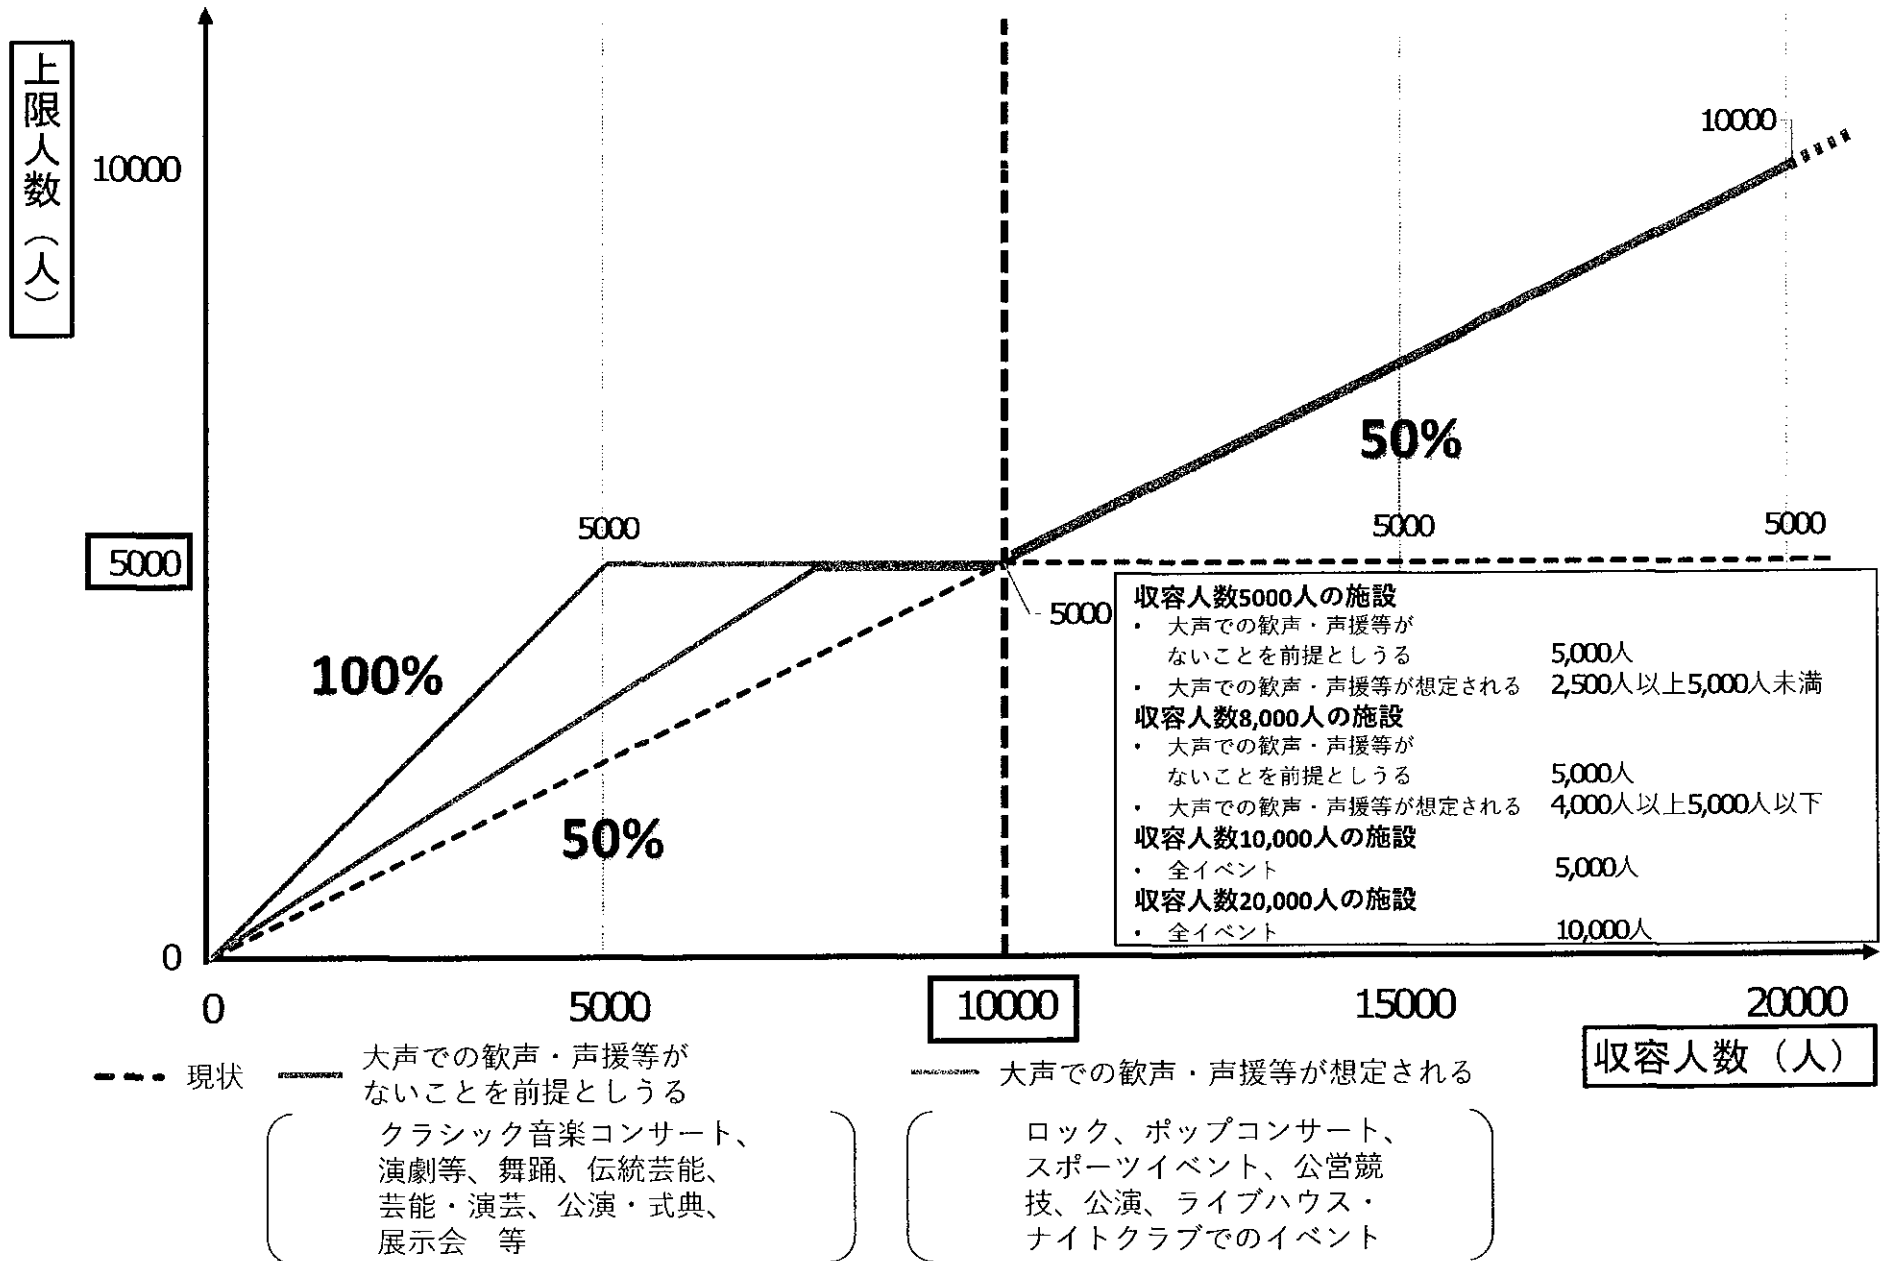 上限人数（人）
10000
10000
50%
5000
5000
5000
5000
5000
100%
50%
収容人数5000人の施設
・ 大声での歓声・声援等が
ないことを前提としうる 5,000人
・ 大声での歓声・声援等が想定される 2,500人以上5,000人未満
収容人数8,000人の施設
・ 大声での歓声・声援等が
ないことを前提としうる 5,000人
・ 大声での歓声・声援等が想定される 4,000人以上5,000人以下
収容人数10,000人の施設
・ 全イベント 5,000人
収容人数20,000人の施設
・ 全イベント 10,000人
0
0 5000 10000 15000 20000
収容人数（人）
現状
大声での歓声・声援等が
ないことを前提としうる
大声での歓声・声援等が想定される
クラシック音楽コンサート、
演劇等、舞踊、伝統芸能、
芸能・演芸、公演・式典、
展示会 等
ロック、ポップコンサート、
スポーツイベント、公営競
技、公演、ライブハウス・
ナイトクラブでのイベント